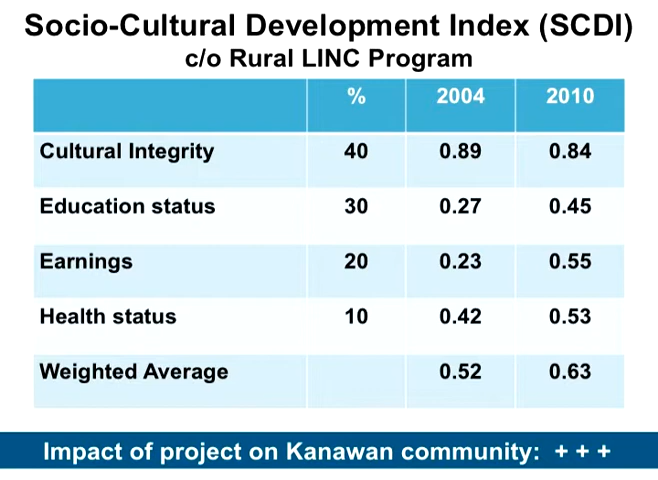 Socio-Cultural Development Index (SCDI)
c/o Rural LINC Program
% 2004 2010
Cultural Integrity 40 0.89 0.84
Education status 30 0.27 0.45
Earnings 20 0.23 0.55
Health status 10 0.42 0.53
Weighted Average 0.52 0.63
Impact of project on Kanawan community: + + +